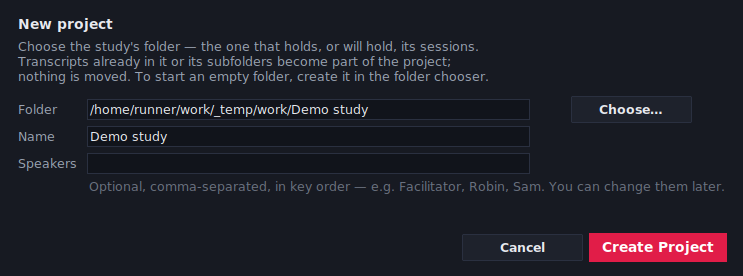 New project
Choose the study's folder — the one that holds, or will hold, its sessions.
Transcripts already in it or its subfolders become part of the project;
nothing is moved. To start an empty folder, create it in the folder chooser.
Folder /home/runner/work/_temp/work/Demo study Choose...
Name Demo study
Speakers
Optional, comma-separated, in key order — e.g. Facilitator, Robin, Sam. You can change them later.
Cancel Create Project